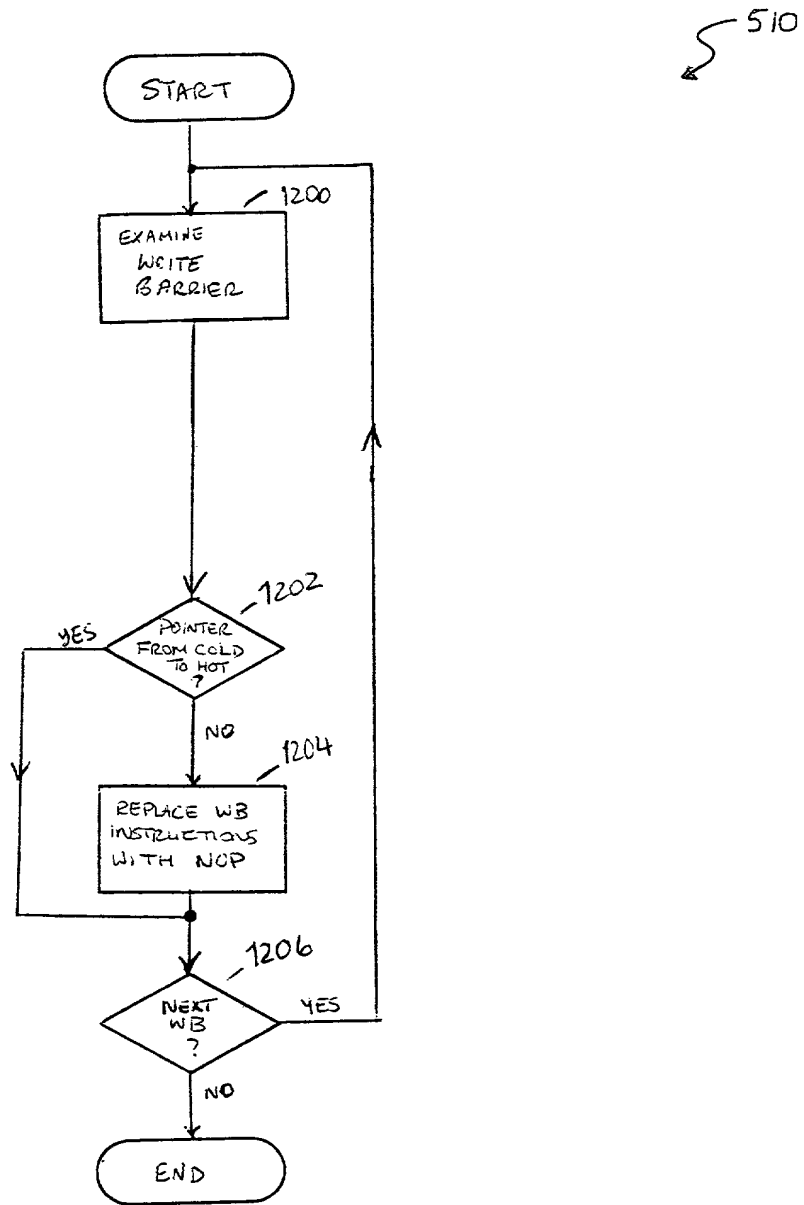 510
START
1200
EXAMINE
WRITE
BARRIER
1202
POINTER
FROM COLD
TO HOT
?
YES
NO
1204
REPLACE WB
INSTRUCTIONS
WITH NOP
1206
NEXT
WB
?
YES
NO
END